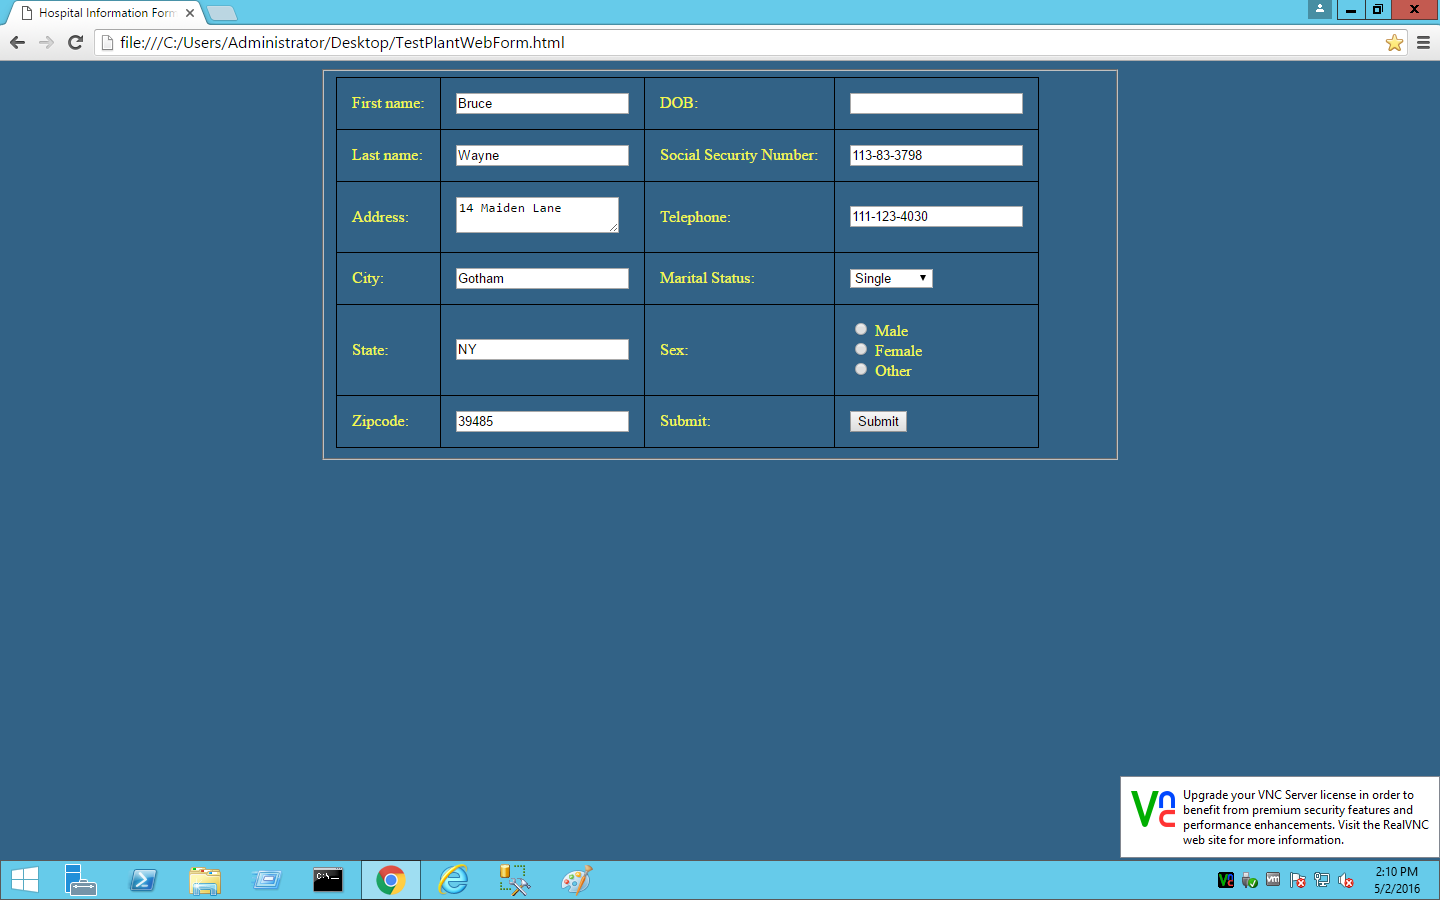 Hospital Information Form
file:///C:/Users/Administrator/Desktop/TestPlantWebForm.html
First name: Bruce DOB:
Last name: Wayne Social Security Number: 113-83-3798
Address: 14 Maiden Lane Telephone: 111-123-4030
City: Gotham Marital Status: Single
Male
State: NY Sex: Female
Other
Zipcode: 39485 Submit: Submit
Upgrade your VNC Server license in order to
benefit from premium security features and
performance enhancements. Visit the RealVNC
web site for more information.
2:10 PM
5/2/2016